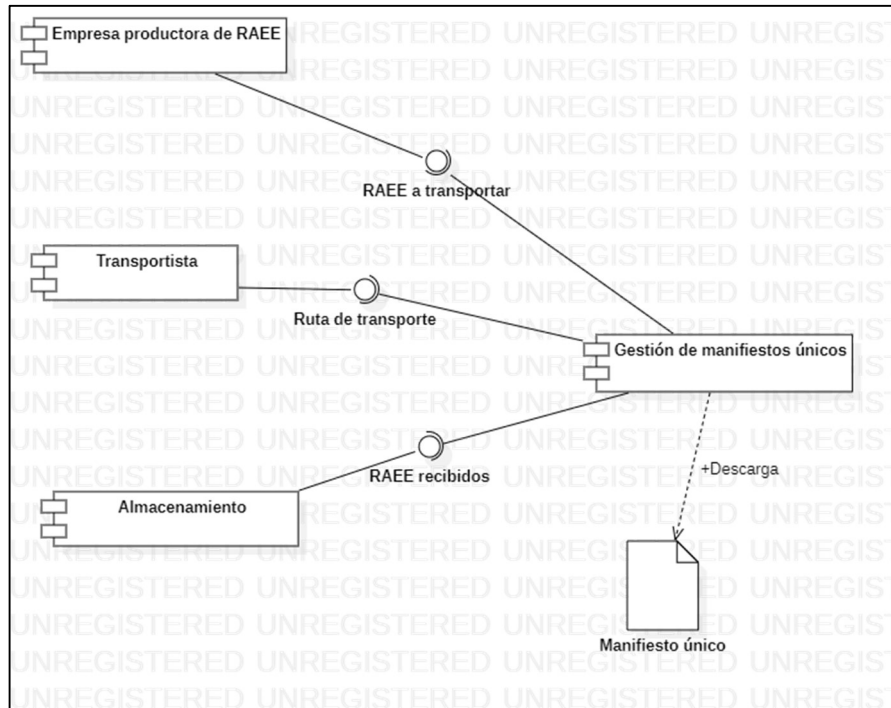 Empresa productora de RAEE
RAEE a transportar
Transportista
Ruta de transporte
Gestión de manifiestos únicos
RAEE recibidos
+Descarga
Almacenamiento
Manifiesto único
UNREGISTERED